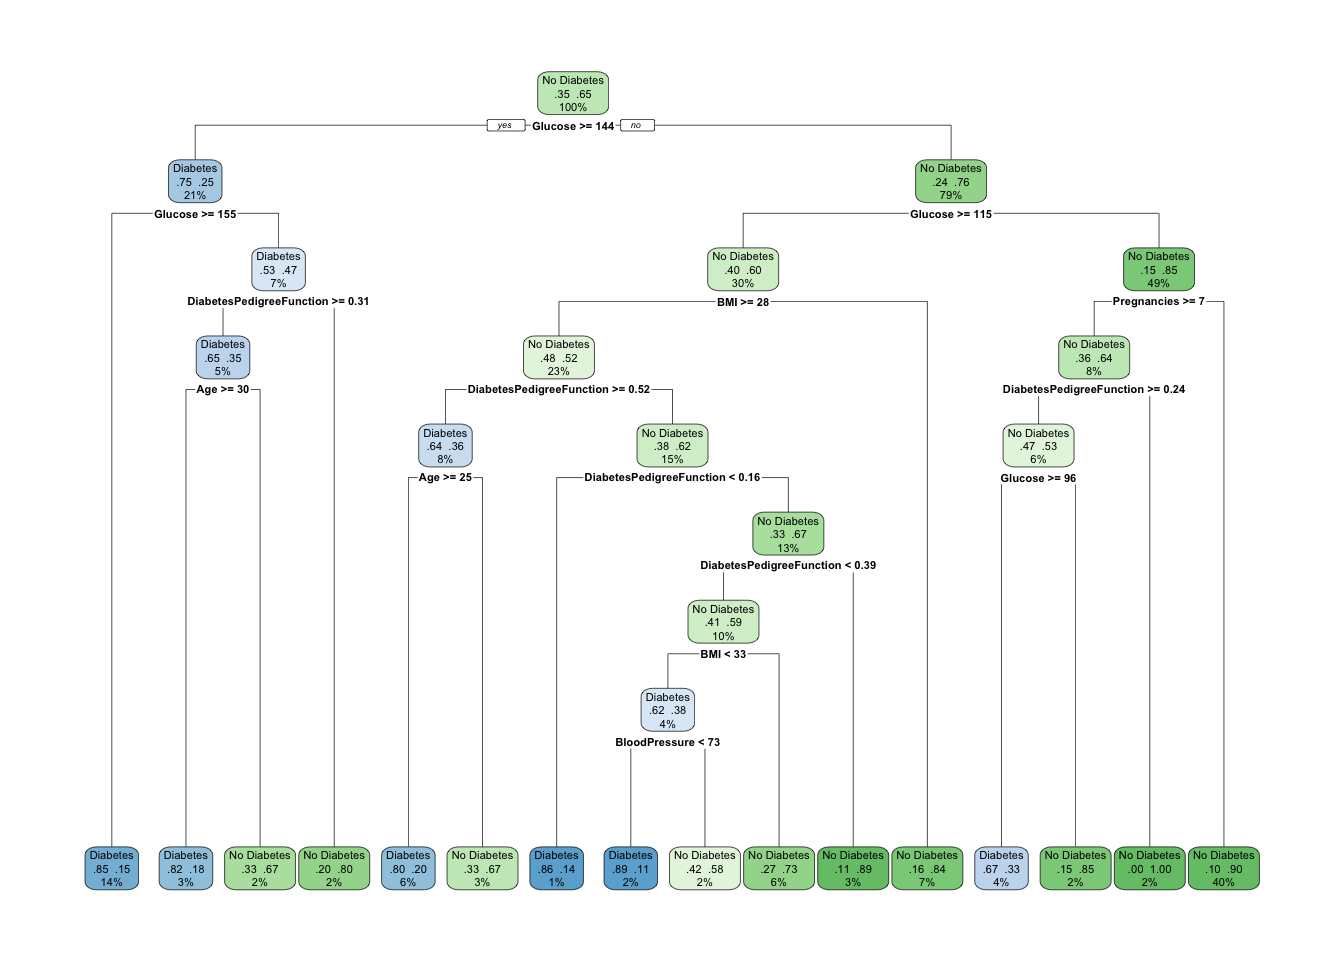 No Diabetes
.35 .65
100%
yes Glucose >= 144 no
Diabetes
.75 .25
21%
No Diabetes
.24 .76
79%
Glucose >= 155
Glucose >= 115
Diabetes
.53 .47
7%
No Diabetes
.40 .60
30%
No Diabetes
.15 .85
49%
DiabetesPedigreeFunction >= 0.31
BMI >= 28
Pregnancies >= 7
Diabetes
.65 .35
5%
No Diabetes
.48 .52
23%
No Diabetes
.36 .64
8%
Age >= 30
DiabetesPedigreeFunction >= 0.52
DiabetesPedigreeFunction >= 0.24
Diabetes
.64 .36
8%
No Diabetes
.38 .62
15%
No Diabetes
.47 .53
6%
Age >= 25
DiabetesPedigreeFunction < 0.16
Glucose >= 96
No Diabetes
.33 .67
13%
DiabetesPedigreeFunction < 0.39
No Diabetes
.41 .59
10%
BMI < 33
Diabetes
.62 .38
4%
BloodPressure < 73
Diabetes
.85 .15
14%
Diabetes
.82 .18
3%
No Diabetes
.33 .67
2%
No Diabetes
.20 .80
2%
Diabetes
.80 .20
6%
No Diabetes
.33 .67
3%
Diabetes
.86 .14
1%
Diabetes
.89 .11
2%
No Diabetes
.42 .58
2%
No Diabetes
.27 .73
6%
No Diabetes
.11 .89
3%
No Diabetes
.16 .84
7%
Diabetes
.67 .33
4%
No Diabetes
.15 .85
2%
No Diabetes
.00 1.00
2%
No Diabetes
.10 .90
40%